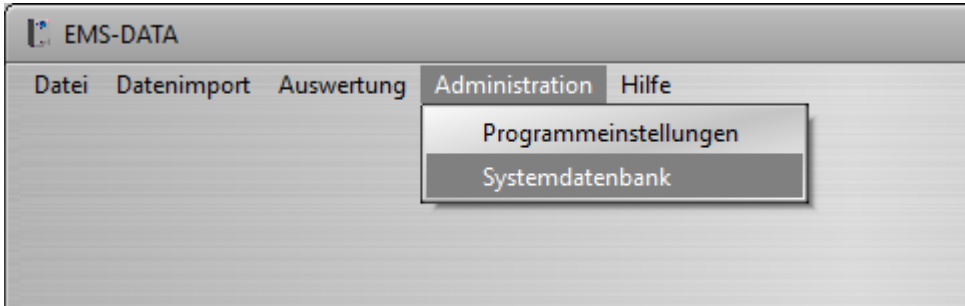 EMS-DATA
Datei Datenimport Auswertung Administration Hilfe
Programmeinstellungen
Systemdatenbank